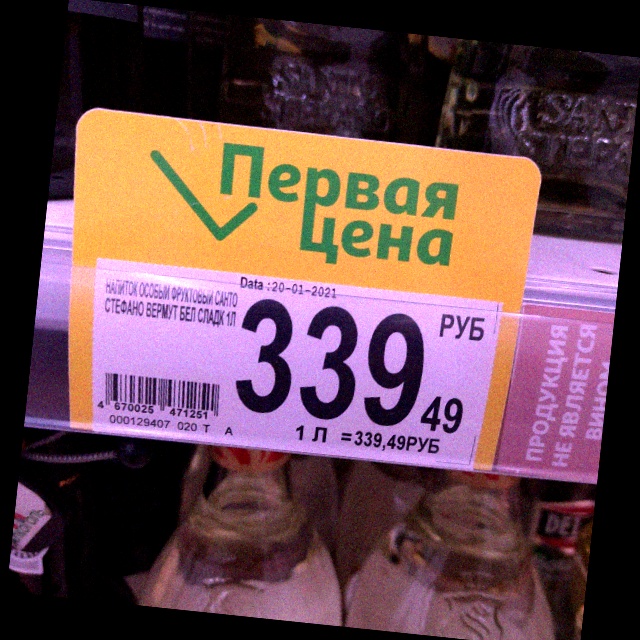 Первая
Цена
Data :20-01-2021
НАПИТОК ОСОБЫЙ ФРУКТОВЫЙ САНТО
СТЕФАНО ВЕРМУТ БЕЛ СЛАДК 1Л
339
49
РУБ
4 670025 471251
000129407 020 Т А
1 Л =339,49РУБ
ПРОДУКЦИЯ
НЕ ЯВЛЯЕТСЯ
ВИНОМ
SANT